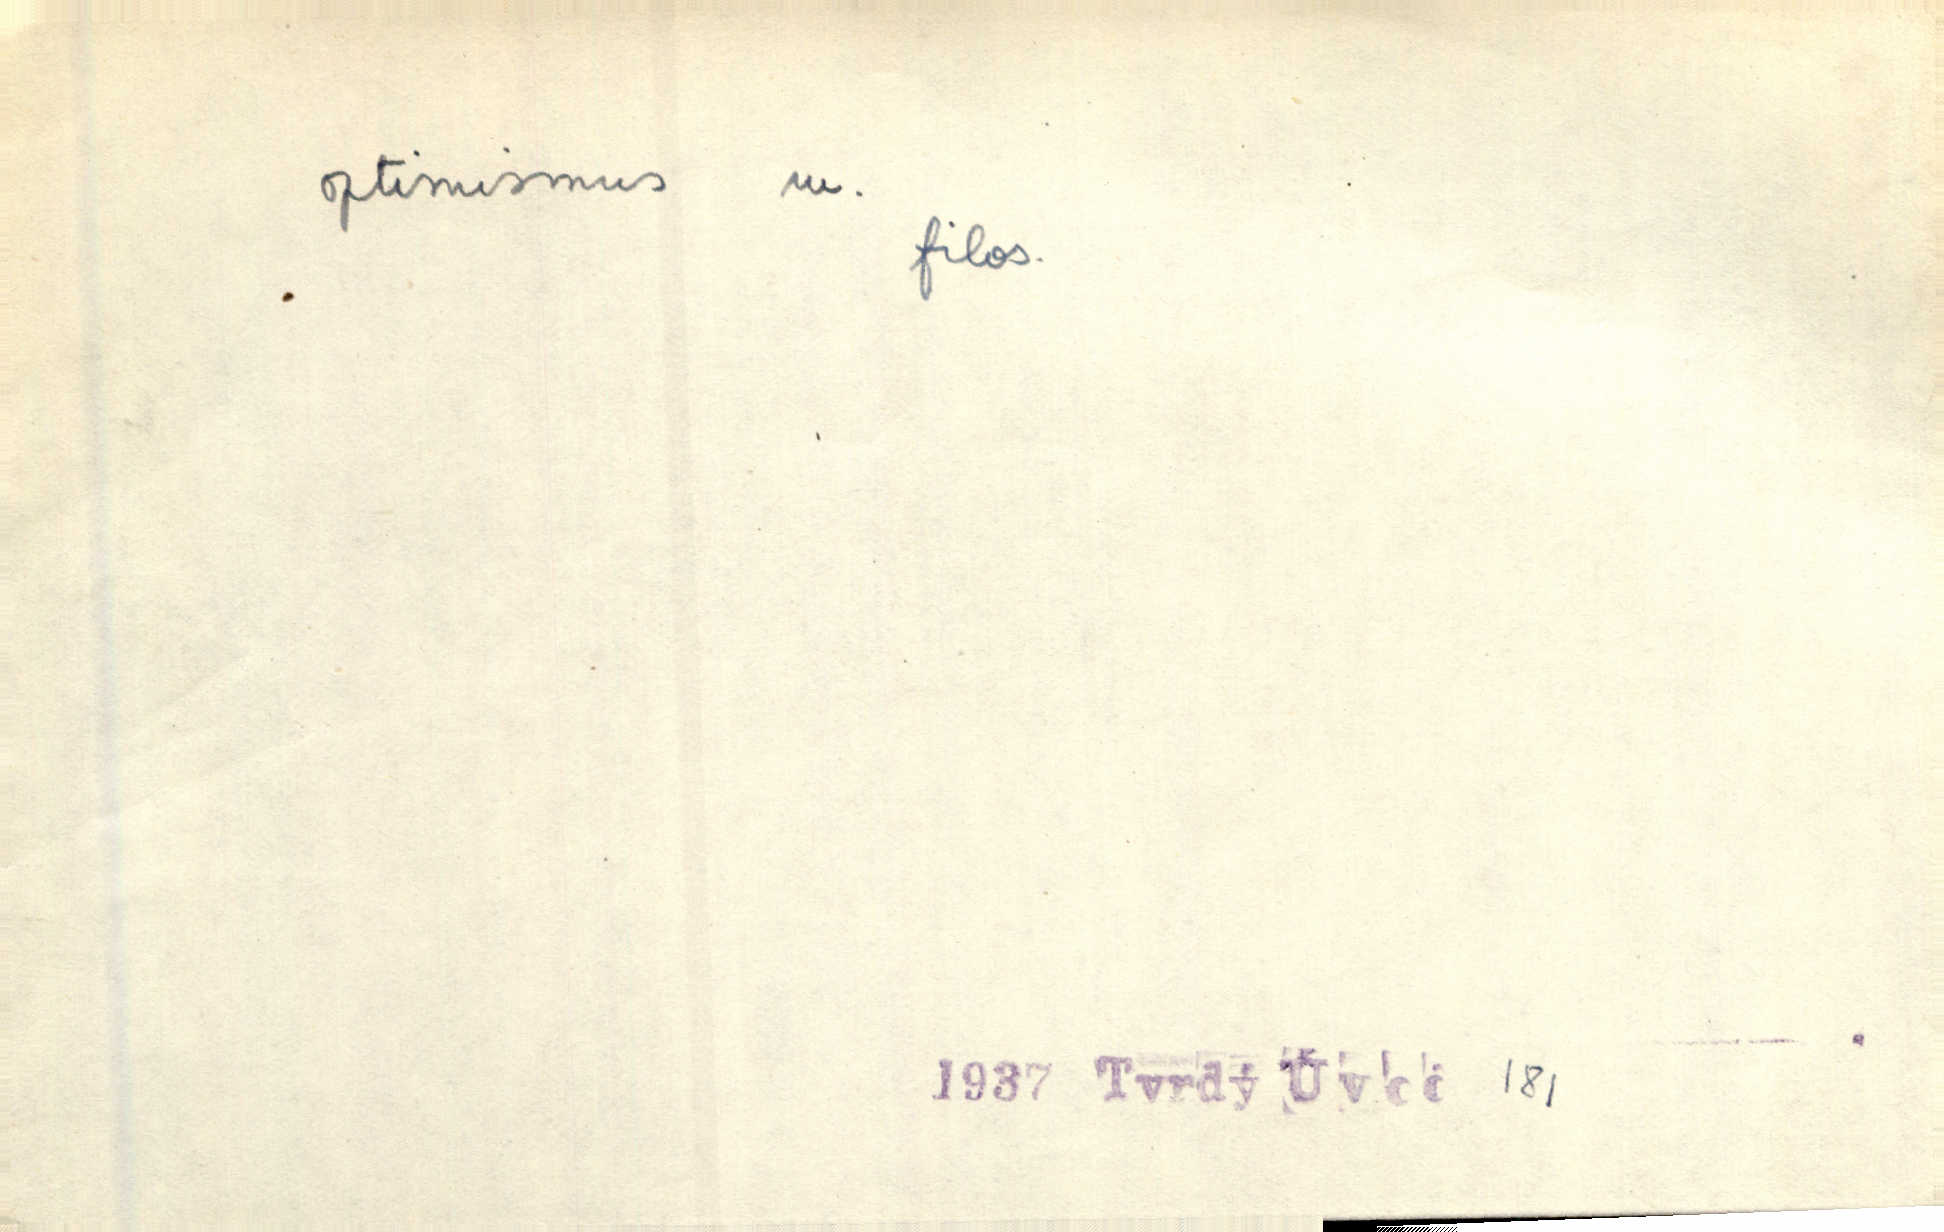 optimismus m.
filos.
1937 Tvrdý Úvod 181